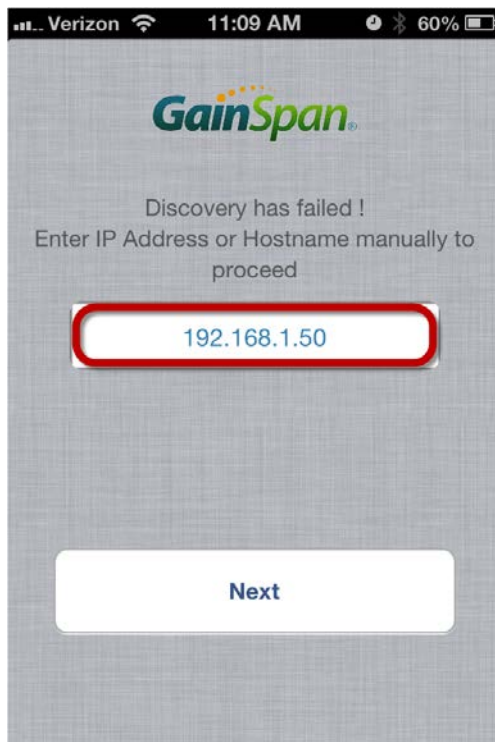 Verizon 11:09 AM 60%
GainSpan®
Discovery has failed !
Enter IP Address or Hostname manually to
proceed
192.168.1.50
Next